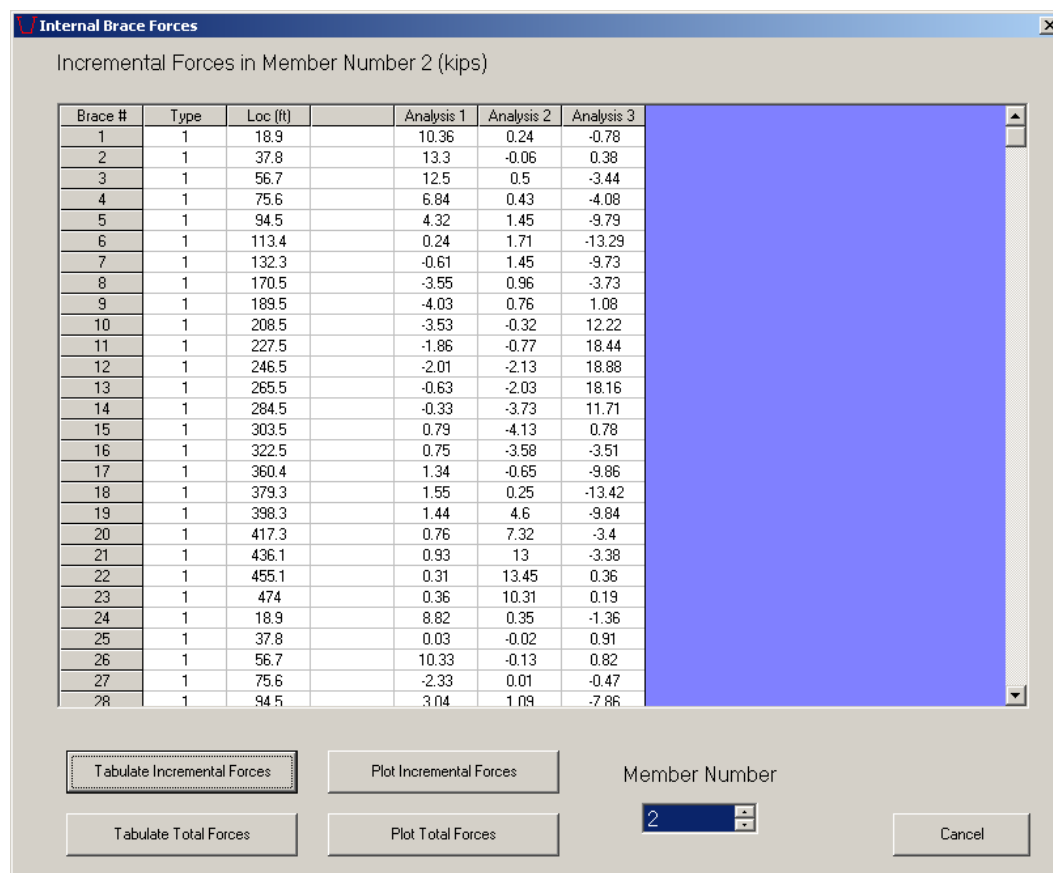 Internal Brace Forces
Incremental Forces in Member Number 2 (kips)
Brace # Type Loc (ft) Analysis 1 Analysis 2 Analysis 3
1 1 18.9 10.36 0.24 -0.78
2 1 37.8 13.3 -0.06 0.38
3 1 56.7 12.5 0.5 -3.44
4 1 75.6 6.84 0.43 -4.08
5 1 94.5 4.32 1.45 -9.79
6 1 113.4 0.24 1.71 -13.29
7 1 132.3 -0.61 1.45 -9.73
8 1 170.5 -3.55 0.96 -3.73
9 1 189.5 -4.03 0.76 1.08
10 1 208.5 -3.53 -0.32 12.22
11 1 227.5 -1.86 -0.77 18.44
12 1 246.5 -2.01 -2.13 18.88
13 1 265.5 -0.63 -2.03 18.16
14 1 284.5 -0.33 -3.73 11.71
15 1 303.5 0.79 -4.13 0.78
16 1 322.5 0.75 -3.58 -3.51
17 1 360.4 1.34 -0.65 -9.86
18 1 379.3 1.55 0.25 -13.42
19 1 398.3 1.44 4.6 -9.84
20 1 417.3 0.76 7.32 -3.4
21 1 436.1 0.93 13 -3.38
22 1 455.1 0.31 13.45 0.36
23 1 474 0.36 10.31 0.19
24 1 18.9 8.82 0.35 -1.36
25 1 37.8 0.03 -0.02 0.91
26 1 56.7 10.33 -0.13 0.82
27 1 75.6 -2.33 0.01 -0.47
28 1 94.5 3.04 1.09 -7.86
Tabulate Incremental Forces Plot Incremental Forces Member Number
2
Tabulate Total Forces Plot Total Forces Cancel